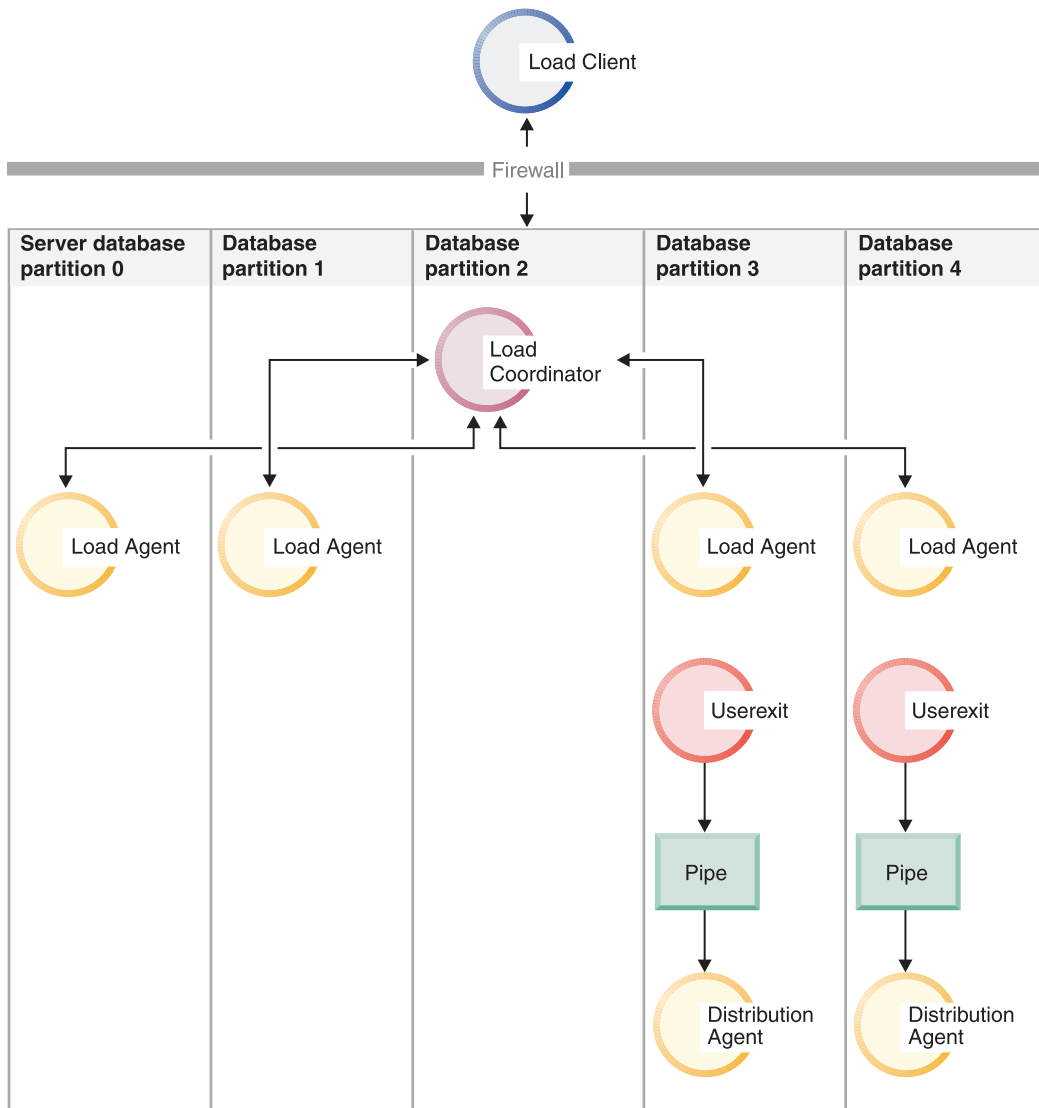 Load Client
Firewall
Server database
partition 0
Database
partition 1
Database
partition 2
Database
partition 3
Database
partition 4
Load
Coordinator
Load Agent
Load Agent
Load Agent
Load Agent
Userexit
Userexit
Pipe
Pipe
Distribution
Agent
Distribution
Agent